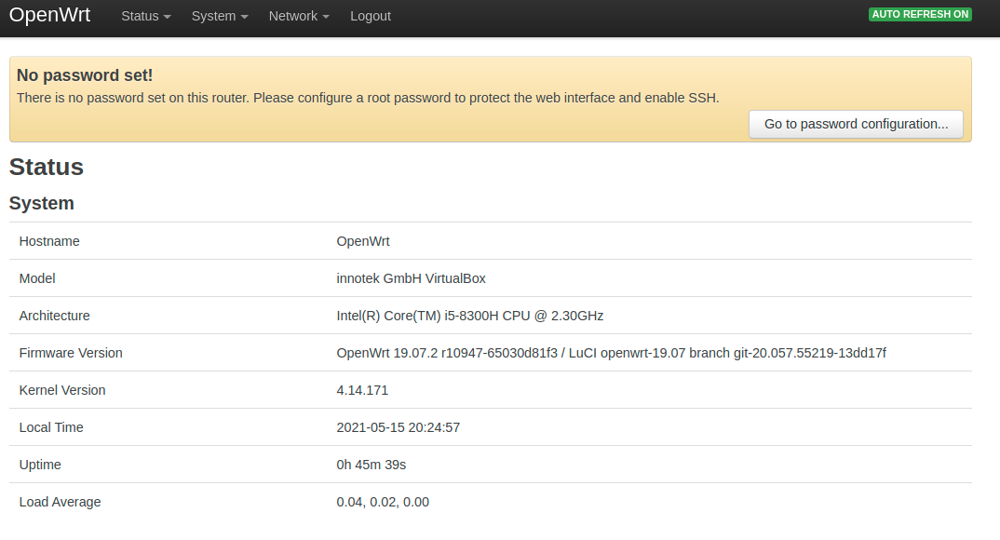 OpenWrt Status System Network Logout AUTO REFRESH ON
No password set!
There is no password set on this router. Please configure a root password to protect the web interface and enable SSH.
Go to password configuration...
Status
System
Hostname OpenWrt
Model innotek GmbH VirtualBox
Architecture Intel(R) Core(TM) i5-8300H CPU @ 2.30GHz
Firmware Version OpenWrt 19.07.2 r10947-65030d81f3 / LuCI openwrt-19.07 branch git-20.057.55219-13dd17f
Kernel Version 4.14.171
Local Time 2021-05-15 20:24:57
Uptime 0h 45m 39s
Load Average 0.04, 0.02, 0.00